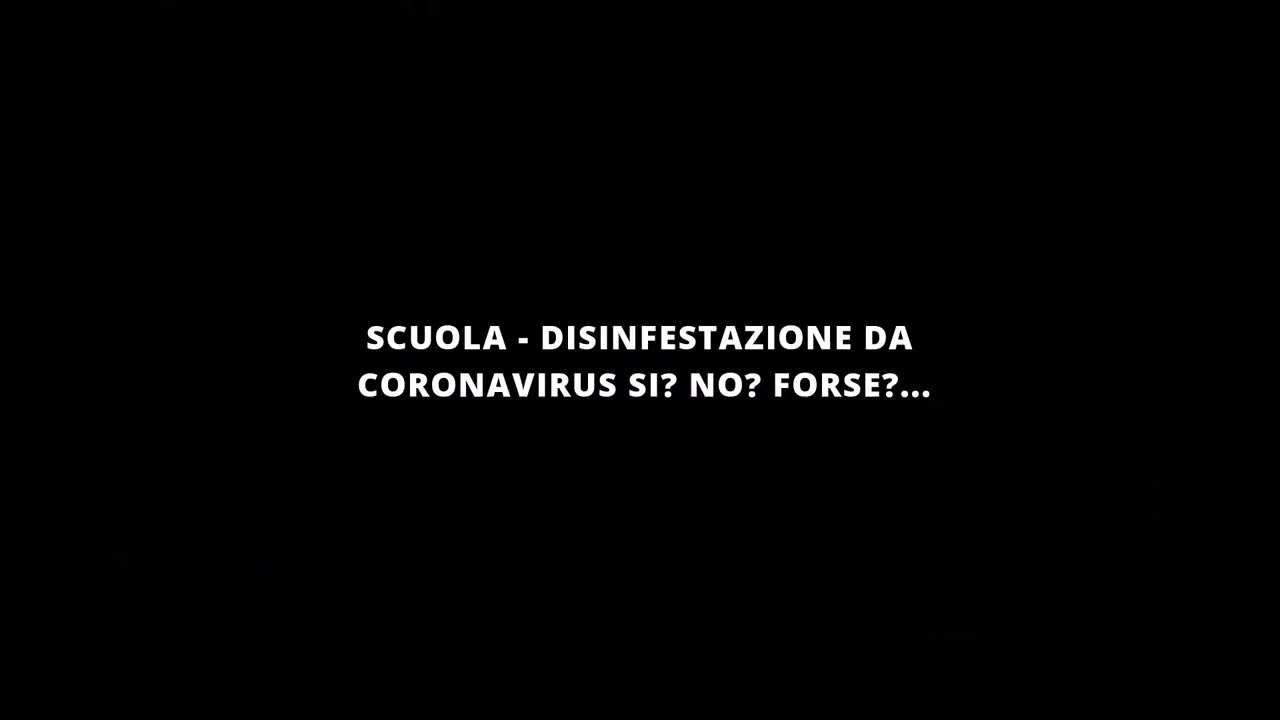 SCUOLA - DISINFESTAZIONE DA
CORONAVIRUS SI? NO? FORSE?...